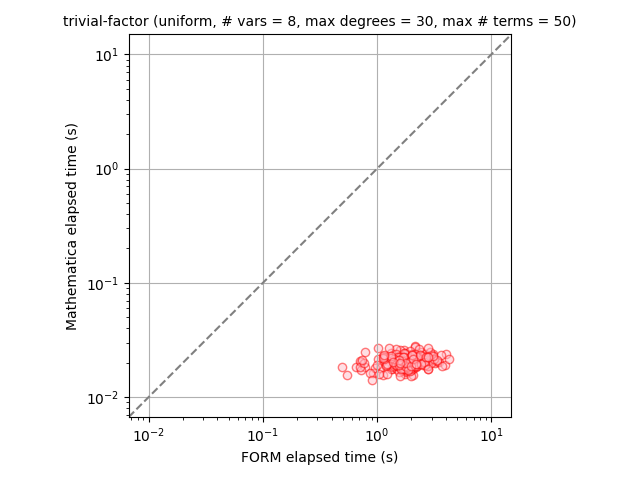 trivial-factor (uniform, # vars = 8, max degrees = 30, max # terms = 50)
Mathematica elapsed time (s)
10¹
10⁰
10⁻¹
10⁻²
10⁻² 10⁻¹ 10⁰ 10¹
FORM elapsed time (s)